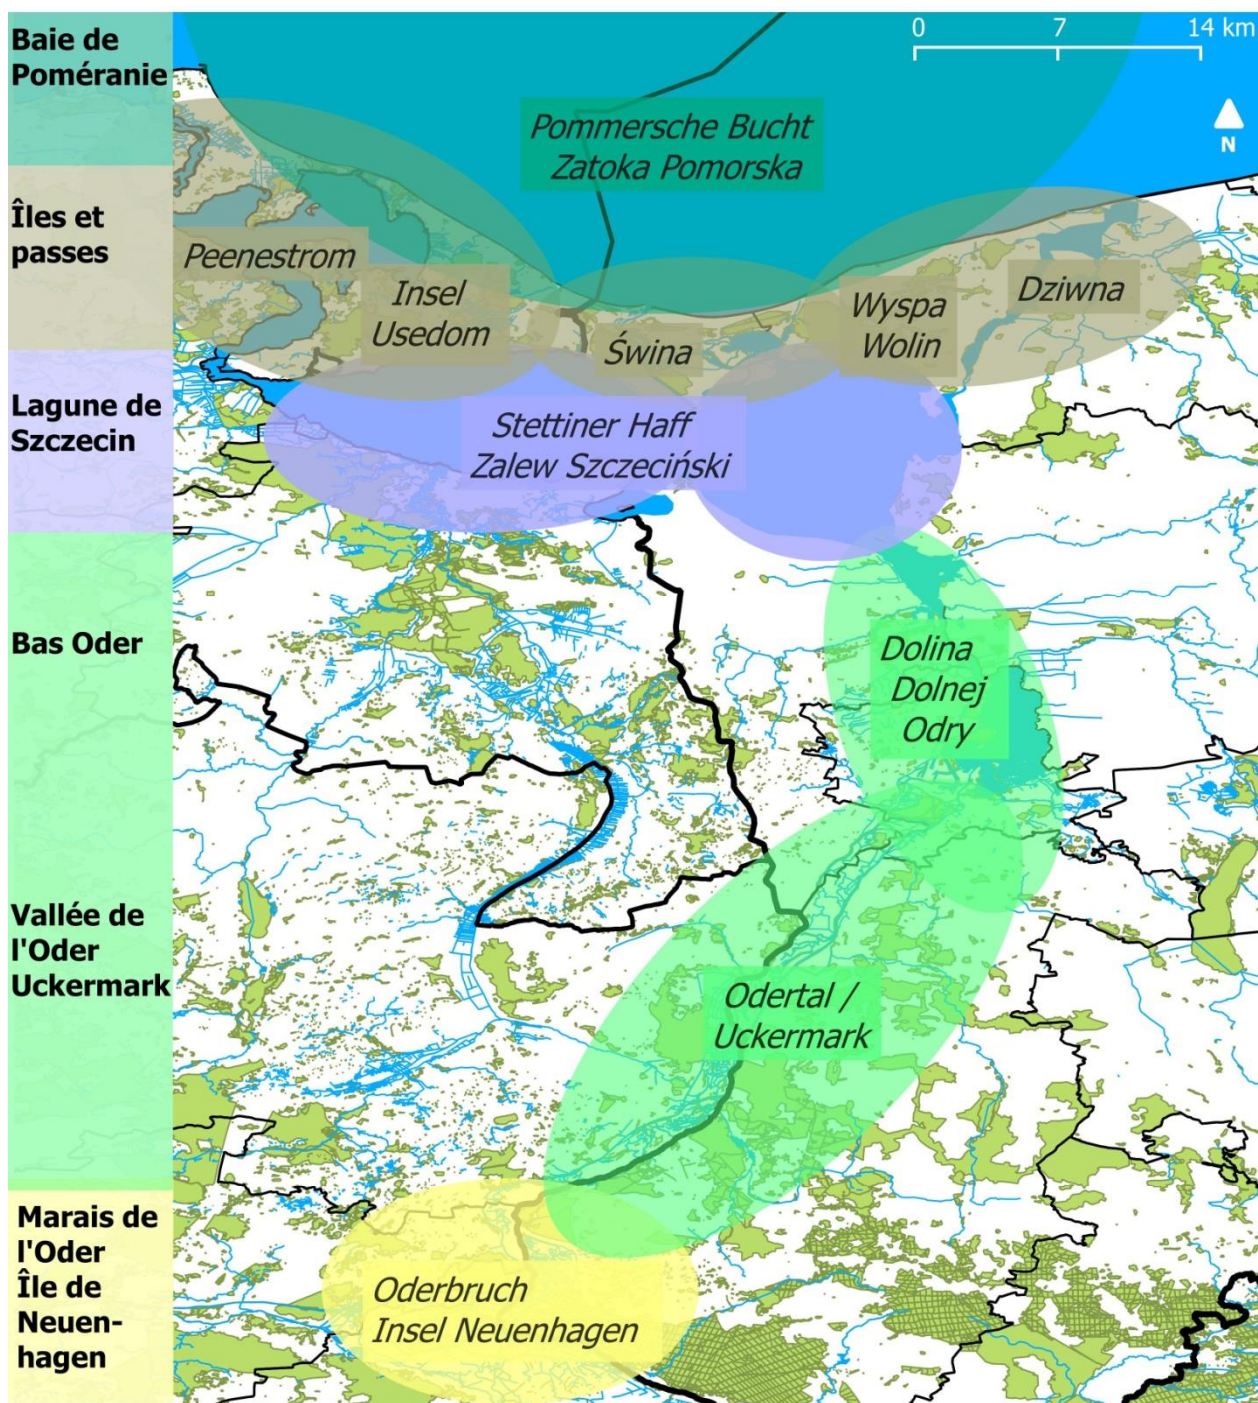 Baie de
Poméranie
Îles et
passes
Lagune de
Szczecin
Bas Oder
Vallée de
l'Oder
Uckermark
Marais de
l'Oder
Île de
Neuen-
hagen
0 7 14 km
N
Pommersche Bucht
Zatoka Pomorska
Peenestrom
Insel
Usedom
Świna
Wyspa
Wolin
Dziwna
Stettiner Haff
Zalew Szczeciński
Dolina
Dolnej
Odry
Odertal /
Uckermark
Oderbruch
Insel Neuenhagen